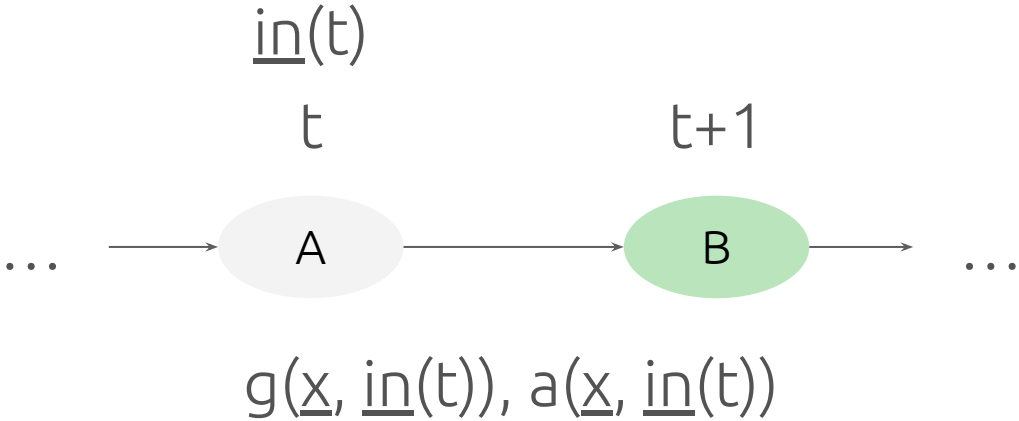 in(t)
t t+1
... A B ...
g(x, in(t)), a(x, in(t))